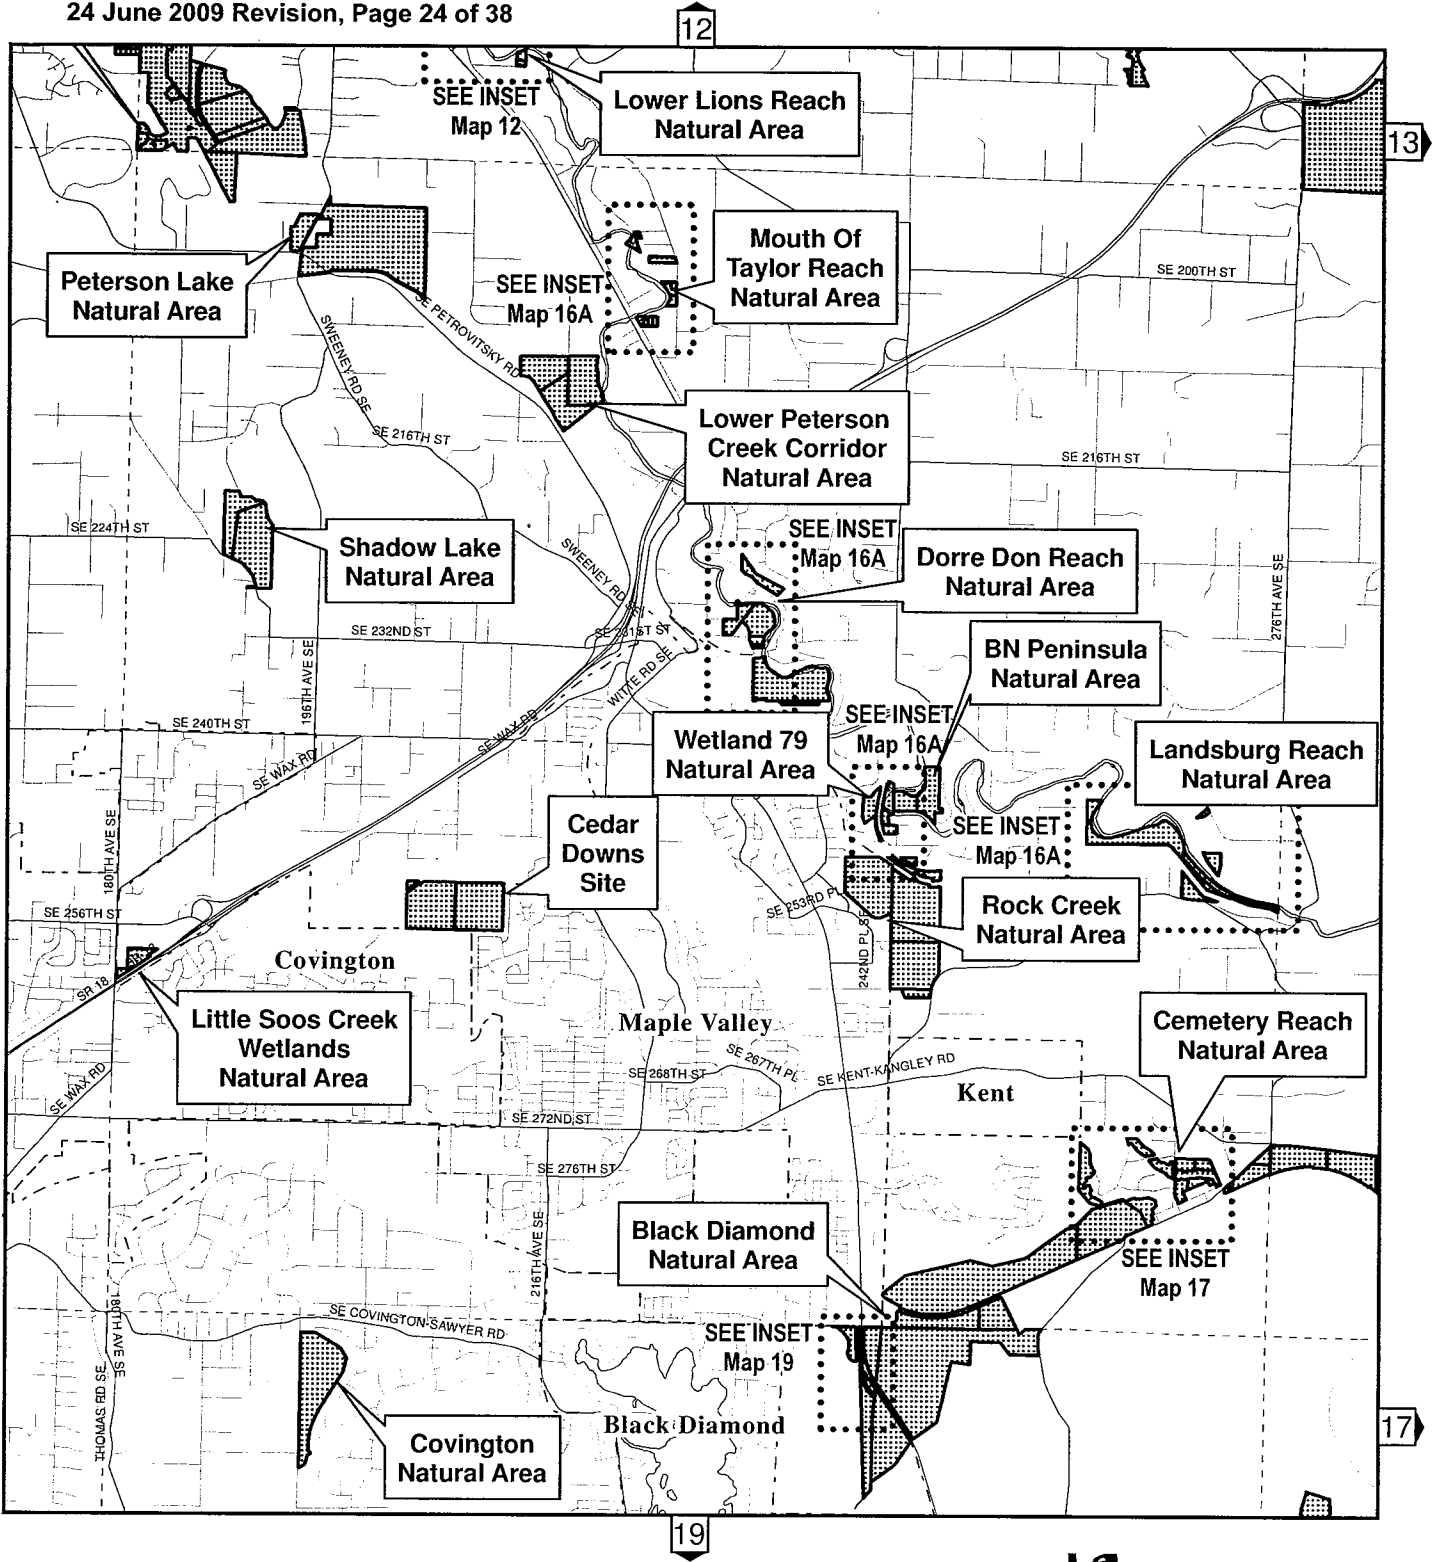 24 June 2009 Revision, Page 24 of 38
12
SEE INSET
Map 12
Lower Lions Reach
Natural Area
13
Peterson Lake
Natural Area
SEE INSET
Map 16A
Mouth Of
Taylor Reach
Natural Area
SE 200TH ST
SE PETROVITSKY RD
SWEENEY RD SE
SE 216TH ST
Lower Peterson
Creek Corridor
Natural Area
SE 216TH ST
SE 224TH ST
Shadow Lake
Natural Area
SEE INSET
Map 16A
Dorre Don Reach
Natural Area
SWEENEY RD SE
276TH AVE SE
SE 232ND ST
SE 231ST ST
196TH AVE SE
WITTE RD SE
BN Peninsula
Natural Area
SE 240TH ST
SE WAX RD
SE WAX RD
Wetland 79
Natural Area
SEE INSET
Map 16A
Landsburg Reach
Natural Area
180TH AVE SE
Cedar
Downs
Site
SEE INSET
Map 16A
SE 256TH ST
SE 253RD PL
242ND PL SE
Rock Creek
Natural Area
Covington
SR 18
Little Soos Creek
Wetlands
Natural Area
Maple Valley
Cemetery Reach
Natural Area
SE WAX RD
SE 267TH PL
SE 268TH ST
SE KENT-KANGLEY RD
Kent
SE 272ND ST
SE 276TH ST
Black Diamond
Natural Area
216TH AVE SE
SEE INSET
Map 17
180TH AVE SE
SE COVINGTON-SAWYER RD
SEE INSET
Map 19
THOMAS RD SE
Black Diamond
Covington
Natural Area
17
19